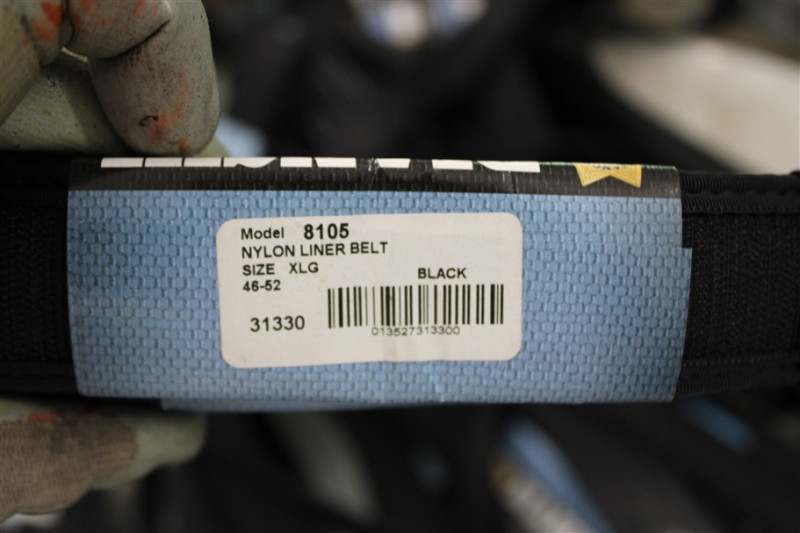 Model 8105
NYLON LINER BELT
SIZE XLG
46-52
BLACK
31330
013527313300